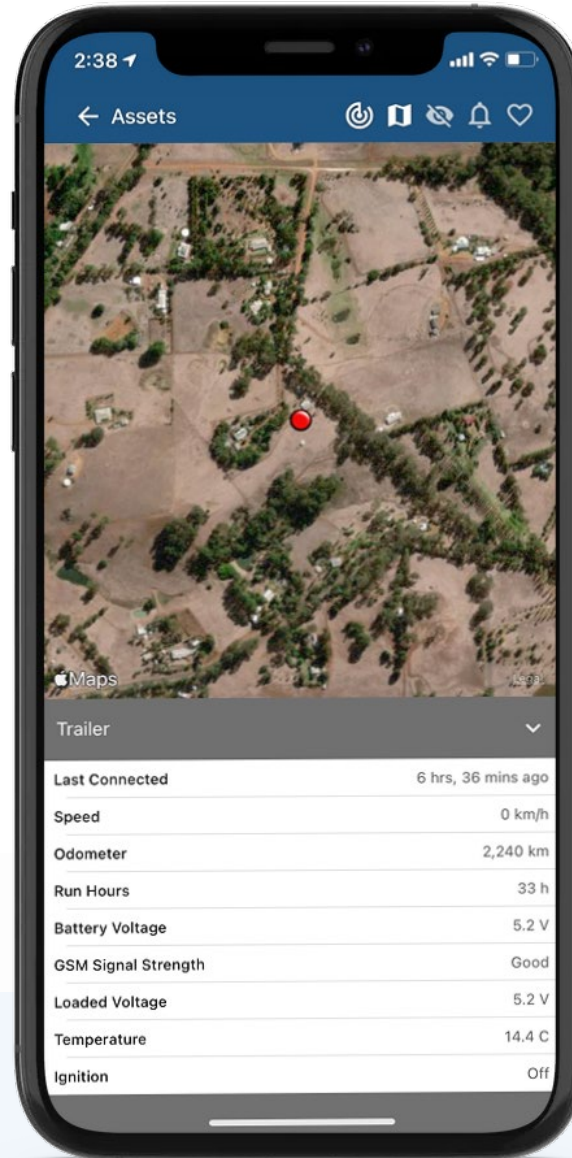 2:38
Assets
Maps
Legal
Trailer
Last Connected 6 hrs, 36 mins ago
Speed 0 km/h
Odometer 2,240 km
Run Hours 33 h
Battery Voltage 5.2 V
GSM Signal Strength Good
Loaded Voltage 5.2 V
Temperature 14.4 C
Ignition Off